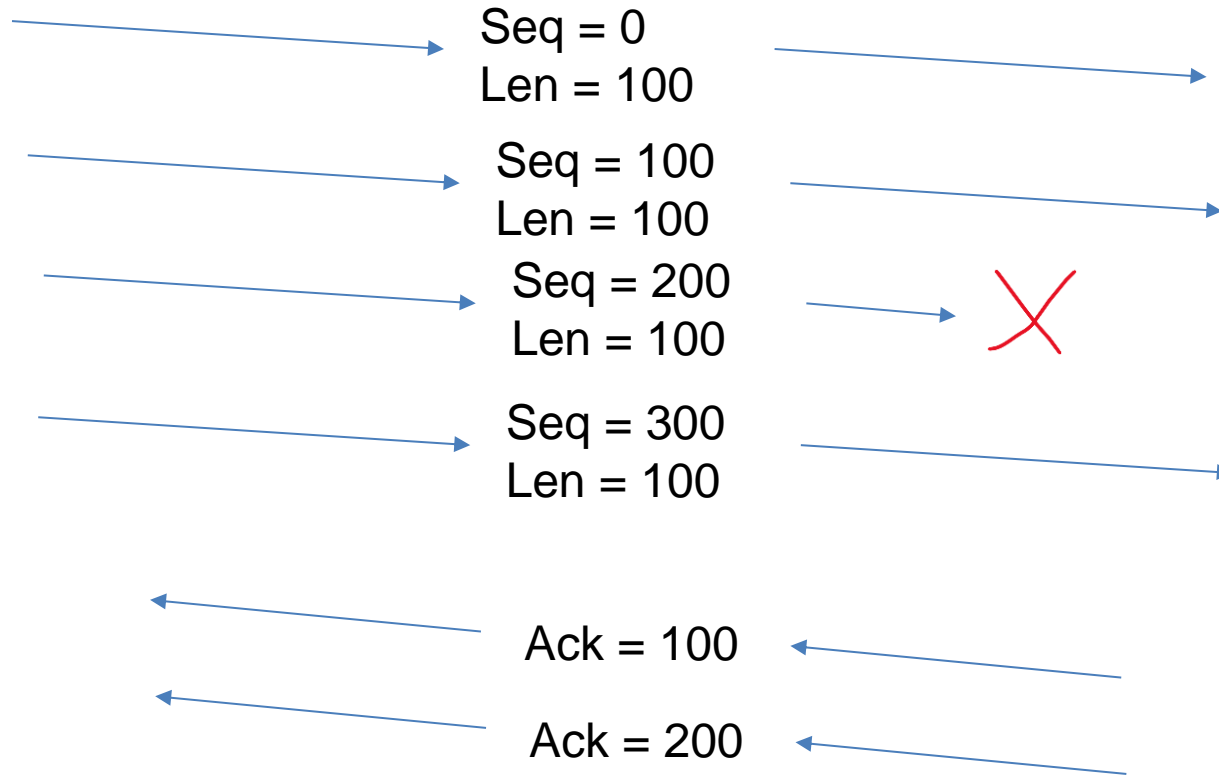 Seq = 0
Len = 100
Seq = 100
Len = 100
Seq = 200
Len = 100
Seq = 300
Len = 100
Ack = 100
Ack = 200